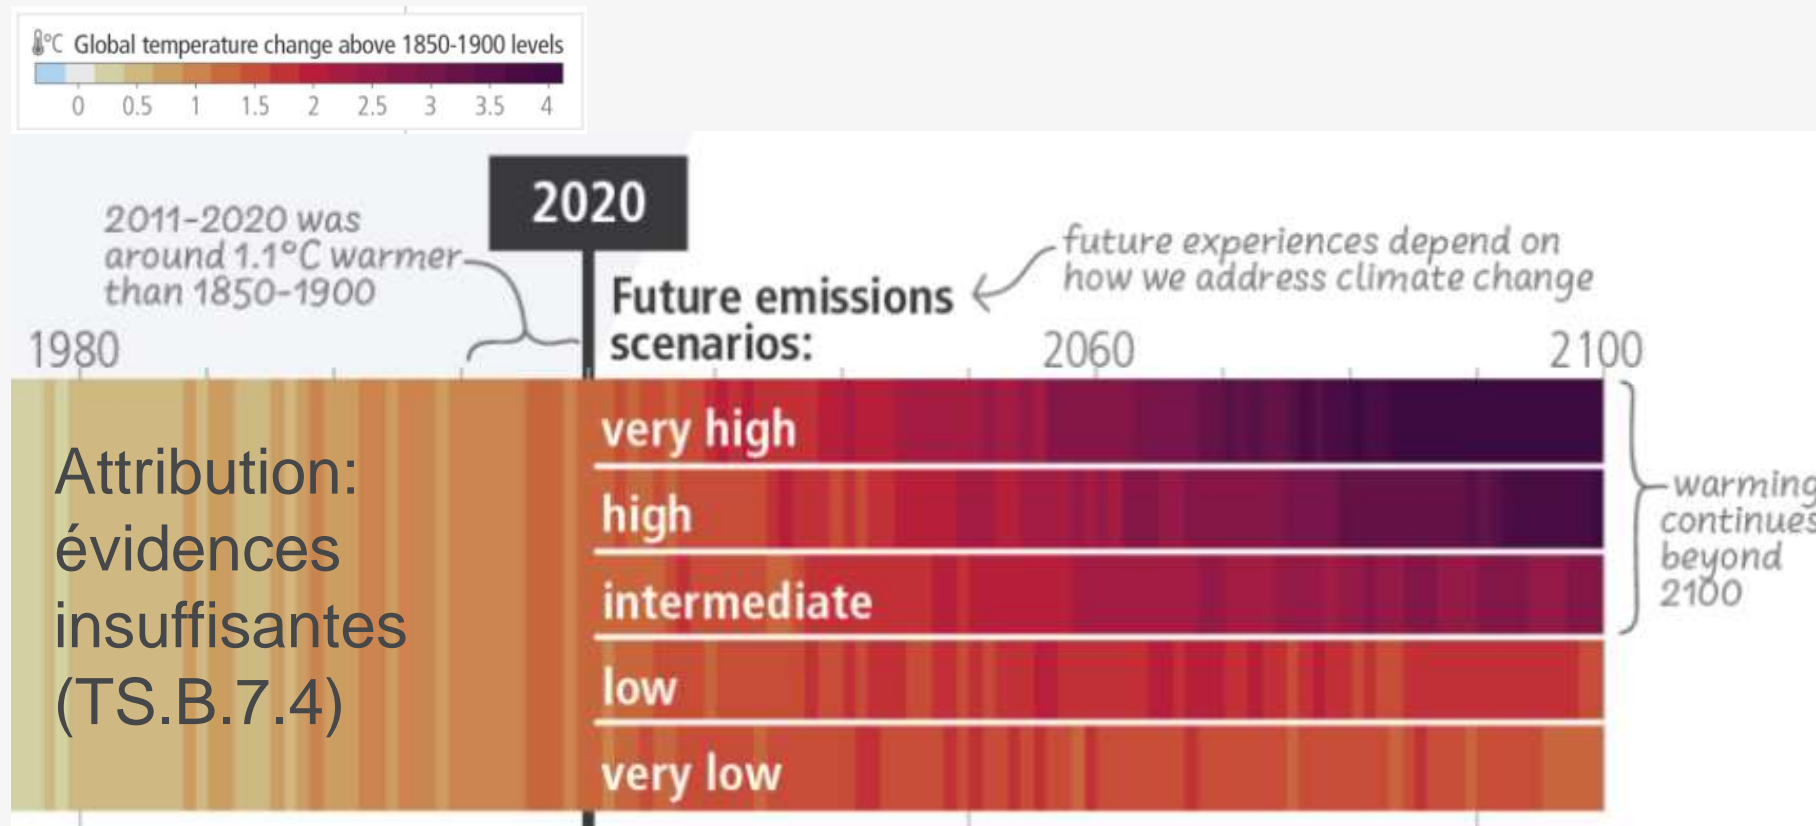 °C Global temperature change above 1850-1900 levels
0 0.5 1 1.5 2 2.5 3 3.5 4
2020
2011-2020 was
around 1.1°C warmer
than 1850-1900
future experiences depend on
how we address climate change
Future emissions
scenarios:
1980 2060 2100
very high
high
intermediate
low
very low
Attribution:
évidences
insuffisantes
(TS.B.7.4)
warming
continues
beyond
2100